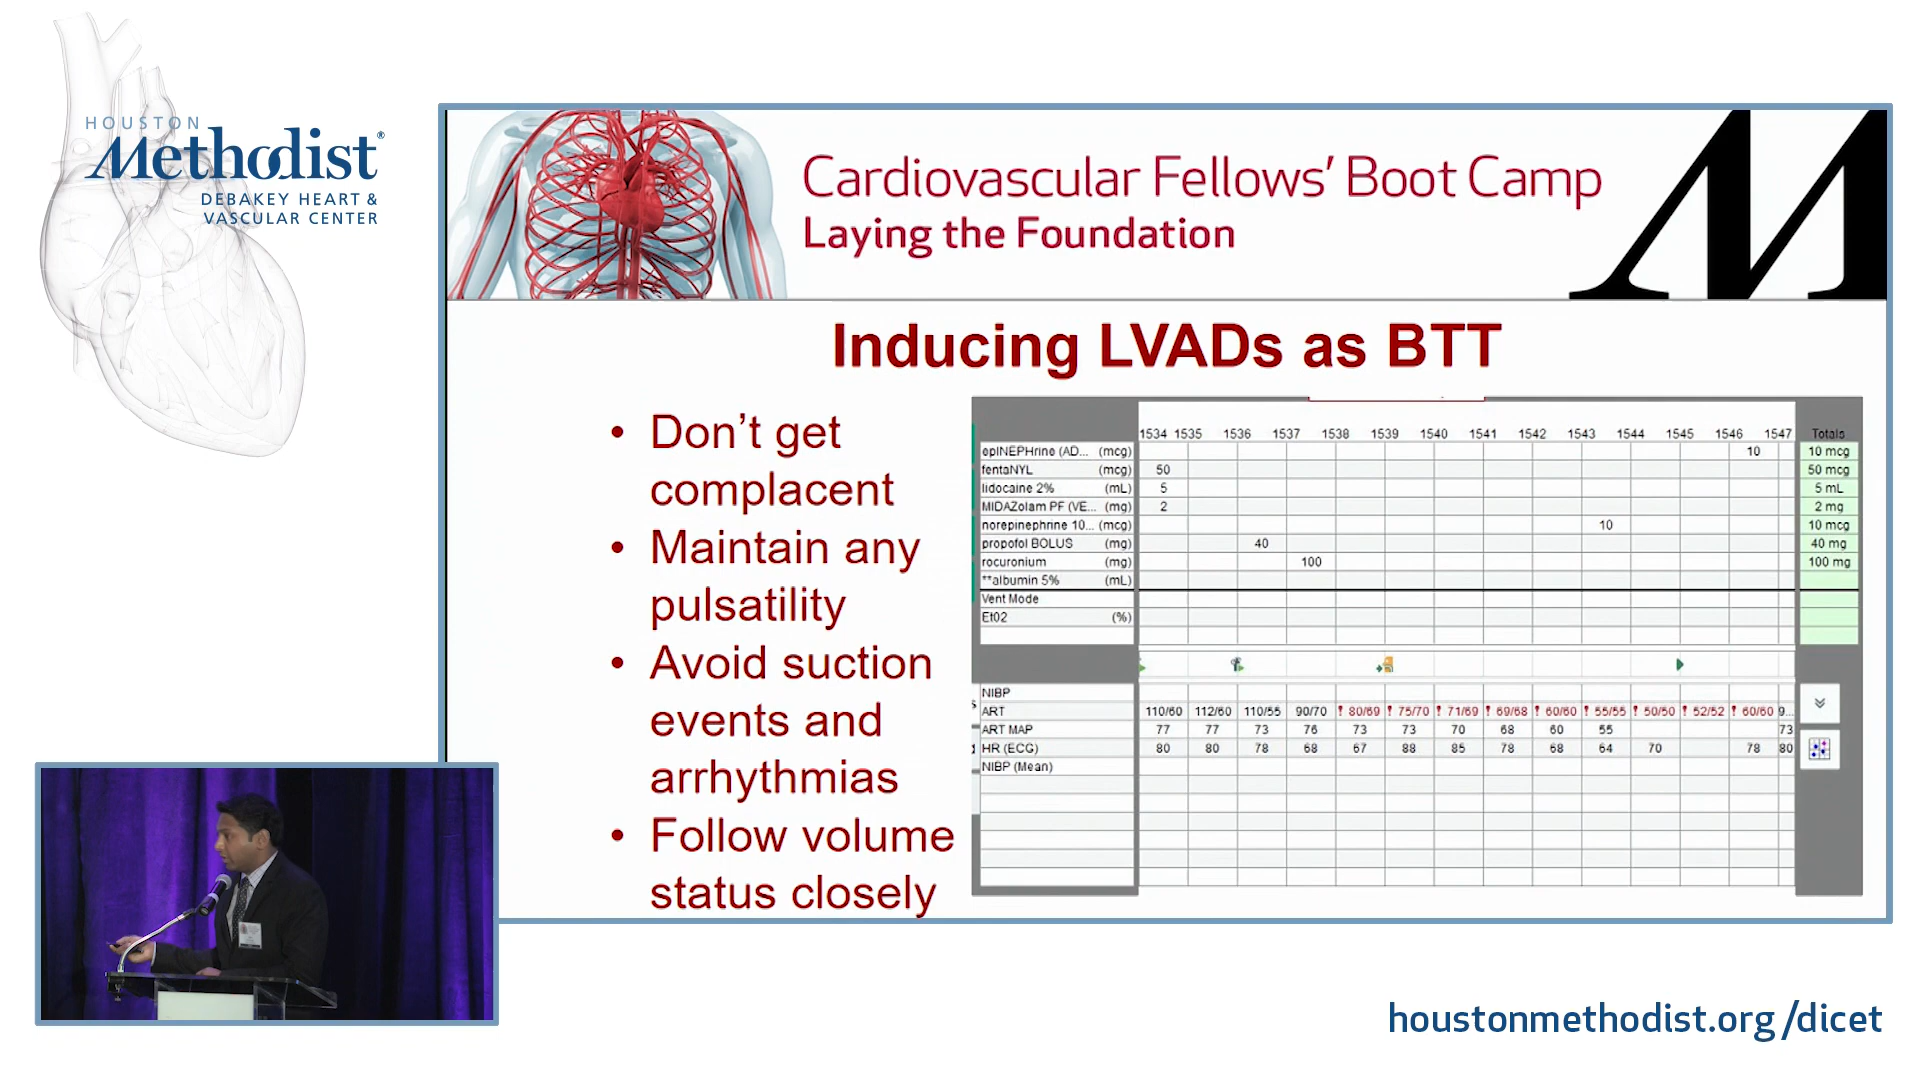 HOUSTON
Methodist®
DEBAKEY HEART &
VASCULAR CENTER
Cardiovascular Fellows' Boot Camp
Laying the Foundation
M
Inducing LVADs as BTT
• Don't get
complacent
• Maintain any
pulsatility
• Avoid suction
events and
arrhythmias
• Follow volume
status closely
1534 1535 1536 1537 1538 1539 1540 1541 1542 1543 1544 1545 1546 1547 Totals
epINEPHrine (AD... (mcg) 10 10 mcg
fentaNYL (mcg) 50 50 mcg
lidocaine 2% (mL) 5 5 mL
MIDAZolam PF (VE... (mg) 2 2 mg
norepinephrine 10... (mcg) 10 10 mcg
propofol BOLUS (mg) 40 40 mg
rocuronium (mg) 100 100 mg
**albumin 5% (mL)
Vent Mode
Et02 (%)
NIBP
ART 110/60 112/60 110/55 90/70 ! 80/69 ! 75/70 ! 71/69 ! 69/68 ! 60/60 ! 55/55 ! 50/50 ! 52/52 ! 60/60 9...
ART MAP 77 77 73 76 73 73 70 68 60 55 73
HR (ECG) 80 80 78 68 67 88 85 78 68 64 70 78 80
NIBP (Mean)
houstonmethodist.org/dicet